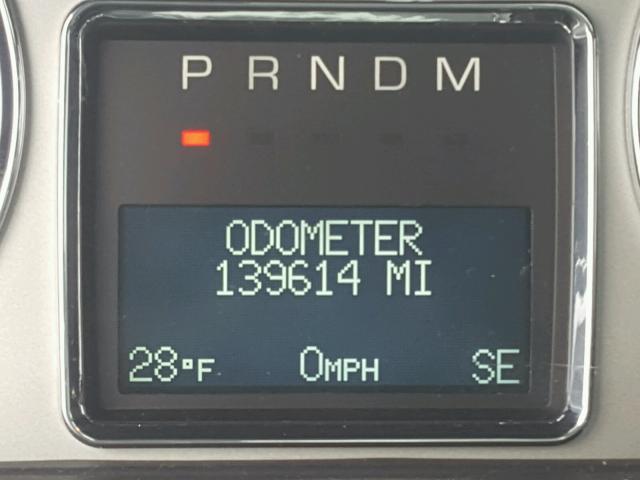 P R N D M
ODOMETER
139614 MI
28°F 0MPH SE